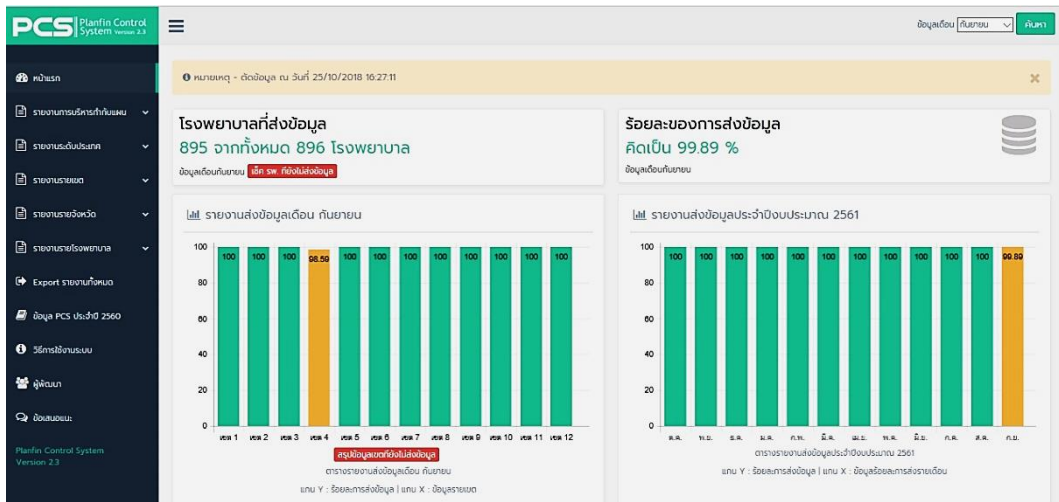 PCS Planfin Control System Version 2.3
ข้อมูลเดือน กันยายน ค้นหา
หน้าแรก
รายงานการบริหารกำกับแผน
รายงานระดับประเทศ
รายงานรายเขต
รายงานรายจังหวัด
รายงานรายโรงพยาบาล
Export รายงานทั้งหมด
ข้อมูล PCS ประจำปี 2560
วิธีการใช้งานระบบ
ผู้พัฒนา
ข้อเสนอแนะ
Planfin Control System
Version 2.3
หมายเหตุ - ตัดข้อมูล ณ วันที่ 25/10/2018 16:27:11
×
โรงพยาบาลที่ส่งข้อมูล
895 จากทั้งหมด 896 โรงพยาบาล
ข้อมูลเดือนกันยายน เช็ค รพ. ที่ยังไม่ส่งข้อมูล
ร้อยละของการส่งข้อมูล
คิดเป็น 99.89 %
ข้อมูลเดือนกันยายน
รายงานส่งข้อมูลเดือน กันยายน
100
80
60
40
20
0
100 100 100 98.59 100 100 100 100 100 100 100 100
เขต 1 เขต 2 เขต 3 เขต 4 เขต 5 เขต 6 เขต 7 เขต 8 เขต 9 เขต 10 เขต 11 เขต 12
สรุปข้อมูลเขตที่ยังไม่ส่งข้อมูล
ตารางรายงานส่งข้อมูลเดือน กันยายน
แกน Y : ร้อยละการส่งข้อมูล | แกน X : ข้อมูลรายเขต
รายงานส่งข้อมูลประจำปีงบประมาณ 2561
100
80
60
40
20
0
100 100 100 100 100 100 100 100 100 100 100 99.89
ต.ค. พ.ย. ธ.ค. ม.ค. ก.พ. มี.ค. เม.ย. พ.ค. มิ.ย. ก.ค. ส.ค. ก.ย.
ตารางรายงานส่งข้อมูลประจำปีงบประมาณ 2561
แกน Y : ร้อยละการส่งข้อมูล | แกน X : ข้อมูลร้อยละการส่งรายเดือน